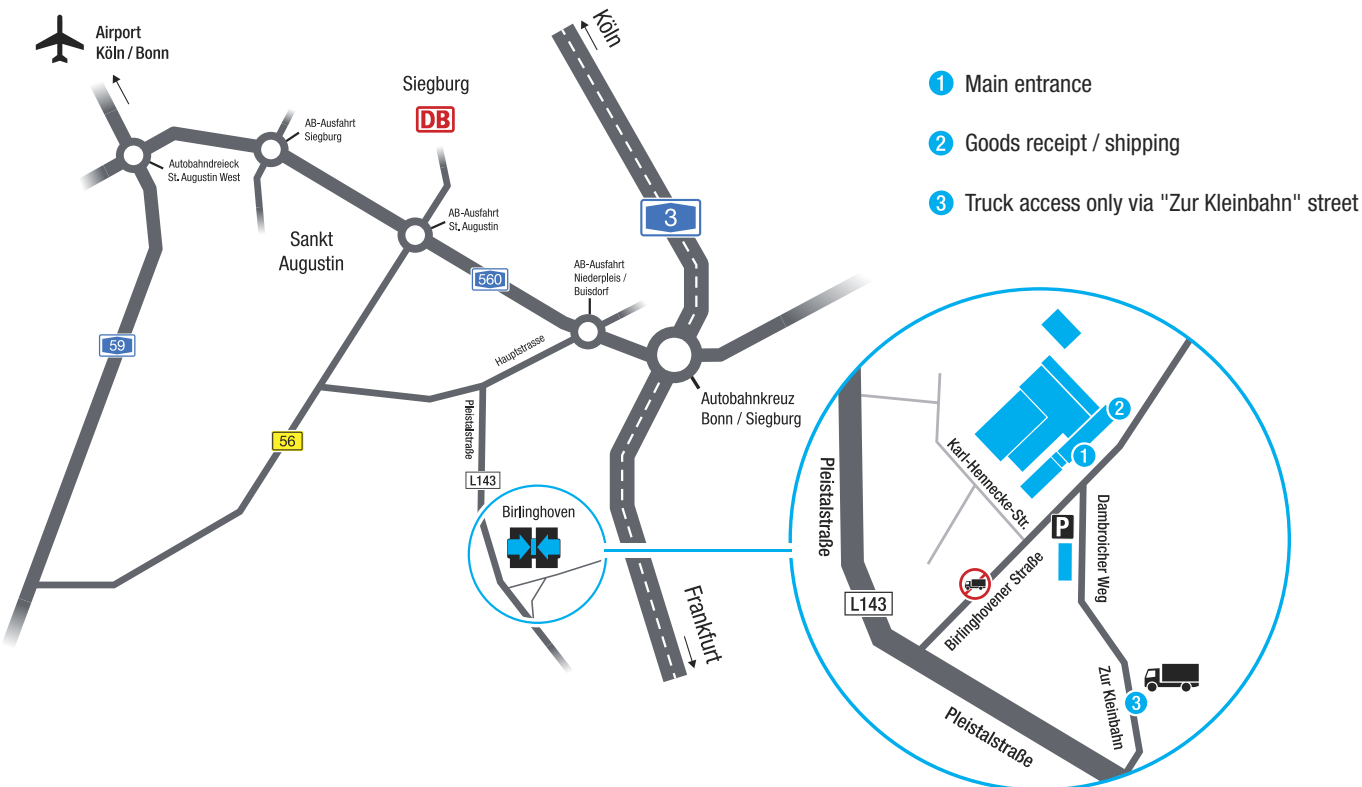 Airport
Köln / Bonn
Köln
Siegburg
DB
AB-Ausfahrt
Siegburg
Autobahndreieck
St. Augustin West
AB-Ausfahrt
St. Augustin
Sankt
Augustin
3
560
AB-Ausfahrt
Niederpleis /
Buisdorf
59
Hauptstrasse
Autobahnkreuz
Bonn / Siegburg
Pleistalstraße
56
L143
Birlinghoven
Frankfurt
1 Main entrance
2 Goods receipt / shipping
3 Truck access only via "Zur Kleinbahn" street
2
1
Karl-Hennecke-Str.
Pleistalstraße
P
Dambroicher Weg
Birlinghovener Straße
L143
Zur Kleinbahn
3
Pleistalstraße